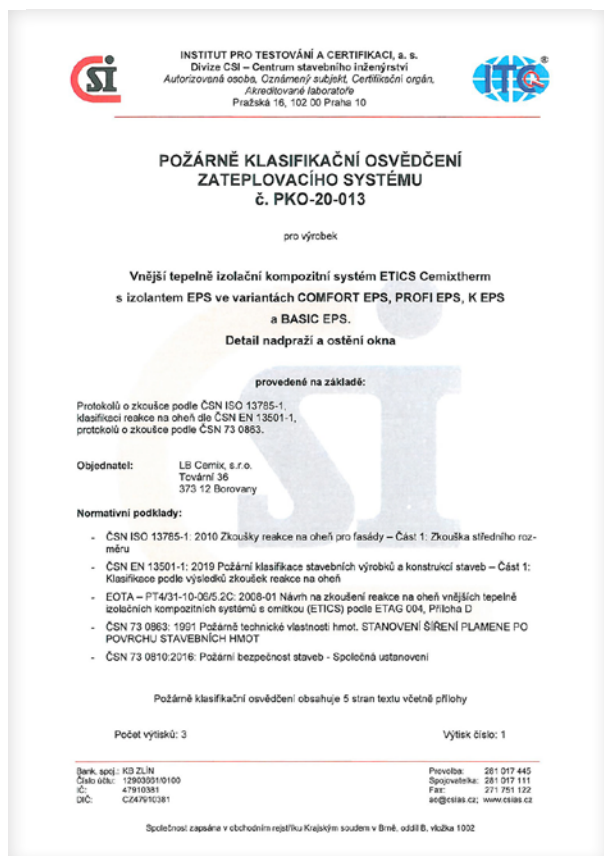 INSTITUT PRO TESTOVÁNÍ A CERTIFIKACI, a. s.
Divize CSI – Centrum stavebního inženýrství
Autorizovaná osoba, Oznámený subjekt, Certifikační orgán,
Akreditované laboratoře
Pražská 16, 102 00 Praha 10
CSI
ITC
®
POŽÁRNĚ KLASIFIKAČNÍ OSVĚDČENÍ
ZATEPLOVACÍHO SYSTÉMU
č. PKO-20-013
pro výrobek
Vnější tepelně izolační kompozitní systém ETICS Cemixtherm
s izolantem EPS ve variantách COMFORT EPS, PROFI EPS, K EPS
a BASIC EPS.
Detail nadpraží a ostění okna
provedené na základě:
Protokolů o zkoušce podle ČSN ISO 13785-1,
klasifikací reakce na oheň dle ČSN EN 13501-1,
protokolů o zkoušce podle ČSN 73 0863.
Objednatel: LB Cemix, s.r.o.
Tovární 36
373 12 Borovany
Normativní podklady:
- ČSN ISO 13785-1: 2010 Zkoušky reakce na oheň pro fasády – Část 1: Zkouška středního roz-
měru
- ČSN EN 13501-1: 2019 Požární klasifikace stavebních výrobků a konstrukcí staveb – Část 1:
Klasifikace podle výsledků zkoušek reakce na oheň
- EOTA – PT4/31-10-06/5.2C: 2008-01 Návrh na zkoušení reakce na oheň vnějších tepelně
izolačních kompozitních systémů s omítkou (ETICS) podle ETAG 004, Příloha D
- ČSN 73 0863: 1991 Požárně technické vlastnosti hmot. STANOVENÍ ŠÍŘENÍ PLAMENE PO
POVRCHU STAVEBNÍCH HMOT
- ČSN 73 0810:2016: Požární bezpečnost staveb - Společná ustanovení
Požárně klasifikační osvědčení obsahuje 5 stran textu včetně přílohy
Počet výtisků: 3 Výtisk číslo: 1
Bank. spoj.: KB ZLÍN Provolba: 281 017 445
Číslo účtu: 12903061/0100 Spojovatelka: 281 017 111
IČ: 47910381 Fax: 271 751 122
DIČ: CZ47910381 ao@csias.cz; www.csias.cz
Společnost zapsána v obchodním rejstříku Krajským soudem v Brně, oddíl B, vložka 1002